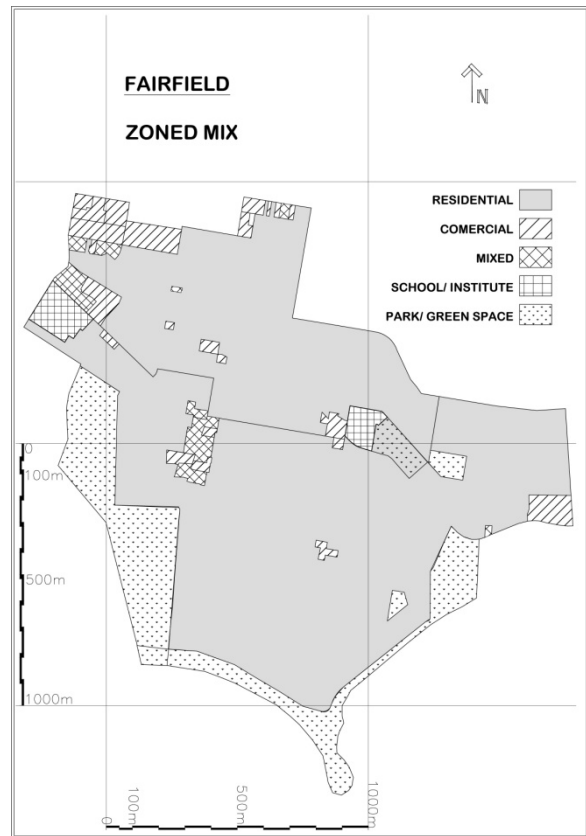 FAIRFIELD
N
ZONED MIX
RESIDENTIAL
COMERCIAL
MIXED
SCHOOL/ INSTITUTE
PARK/ GREEN SPACE
0
100m
500m
1000m
0
100m
500m
1000m